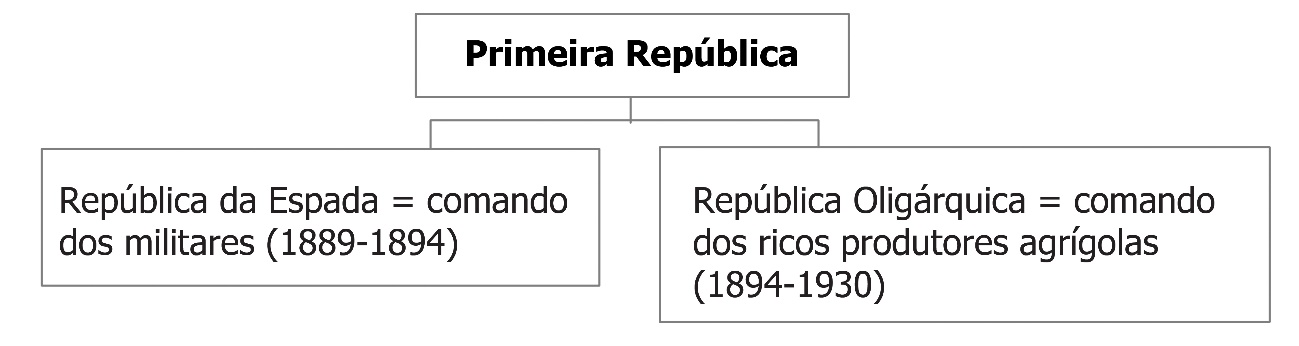 Primeira República
República da Espada = comando
dos militares (1889-1894)
República Oligárquica = comando
dos ricos produtores agrígolas
(1894-1930)